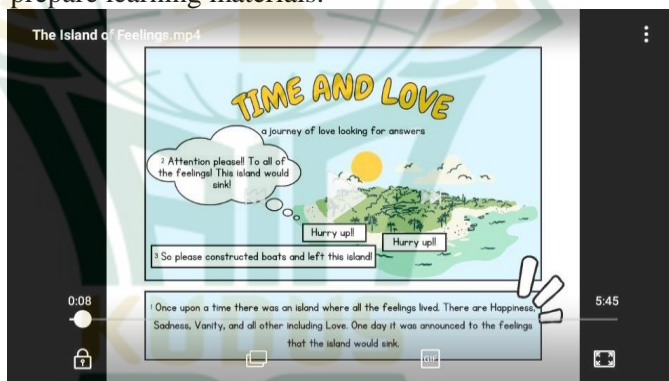 prepare learning materials.
The Island of Feelings.mp4
TIME AND LOVE
a journey of love looking for answers
2 Attention please!! To all of
the feelings! This island would
sink!
Hurry up!!
Hurry up!!
3 So please constructed boats and left this island!
0:08
5:45
1 Once upon a time there was an island where all the feelings lived. There are Happiness,
Sadness, Vanity, and all other including Love. One day it was announced to the feelings
that the island would sink.
GIF